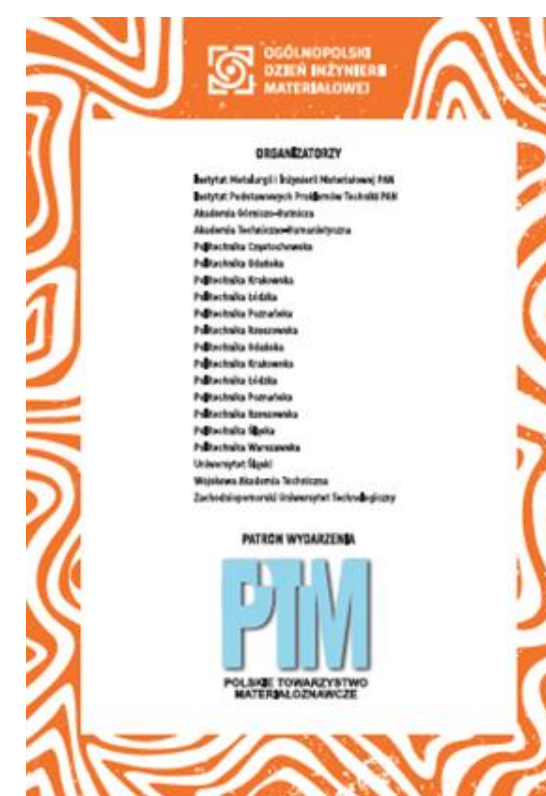 OGÓLNOPOLSKI
DZIEŃ INŻYNIERII
MATERIAŁOWEJ
ORGANIZATORZY
Instytut Metalurgii i Inżynierii Materiałowej PAN
Instytut Podstawowych Problemów Techniki PAN
Akademia Górniczo-Hutnicza
Akademia Techniczno-Humanistyczna
Politechnika Częstochowska
Politechnika Gdańska
Politechnika Krakowska
Politechnika Łódzka
Politechnika Poznańska
Politechnika Rzeszowska
Politechnika Gdańska
Politechnika Krakowska
Politechnika Łódzka
Politechnika Poznańska
Politechnika Rzeszowska
Politechnika Śląska
Politechnika Warszawska
Uniwersytet Śląski
Wojskowa Akademia Techniczna
Zachodniopomorski Uniwersytet Technologiczny
PATRON WYDARZENIA
PTM
POLSKIE TOWARZYSTWO
MATERIAŁOZNAWCZE